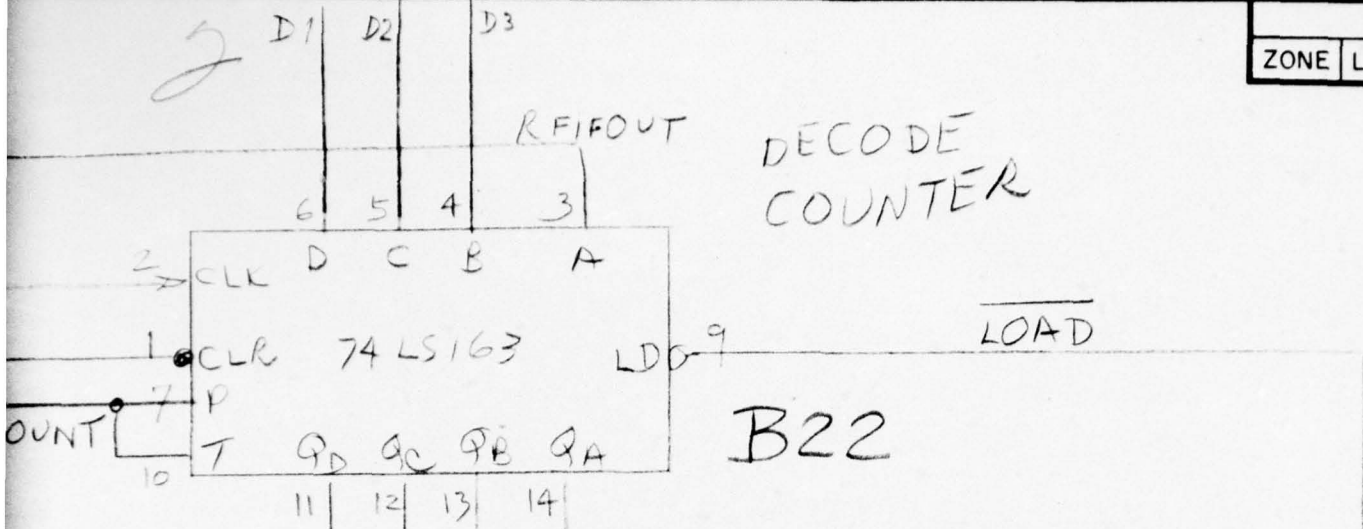 D1 D2 D3
ZONE L
2
RFIFOUT
DECODE
COUNTER
6 5 4 3
D C B A
2 CLK
LOAD
1 CLR 74LS163 LD 9
7 P
OUNT
B22
T QD QC QB QA
10
11 12 13 14